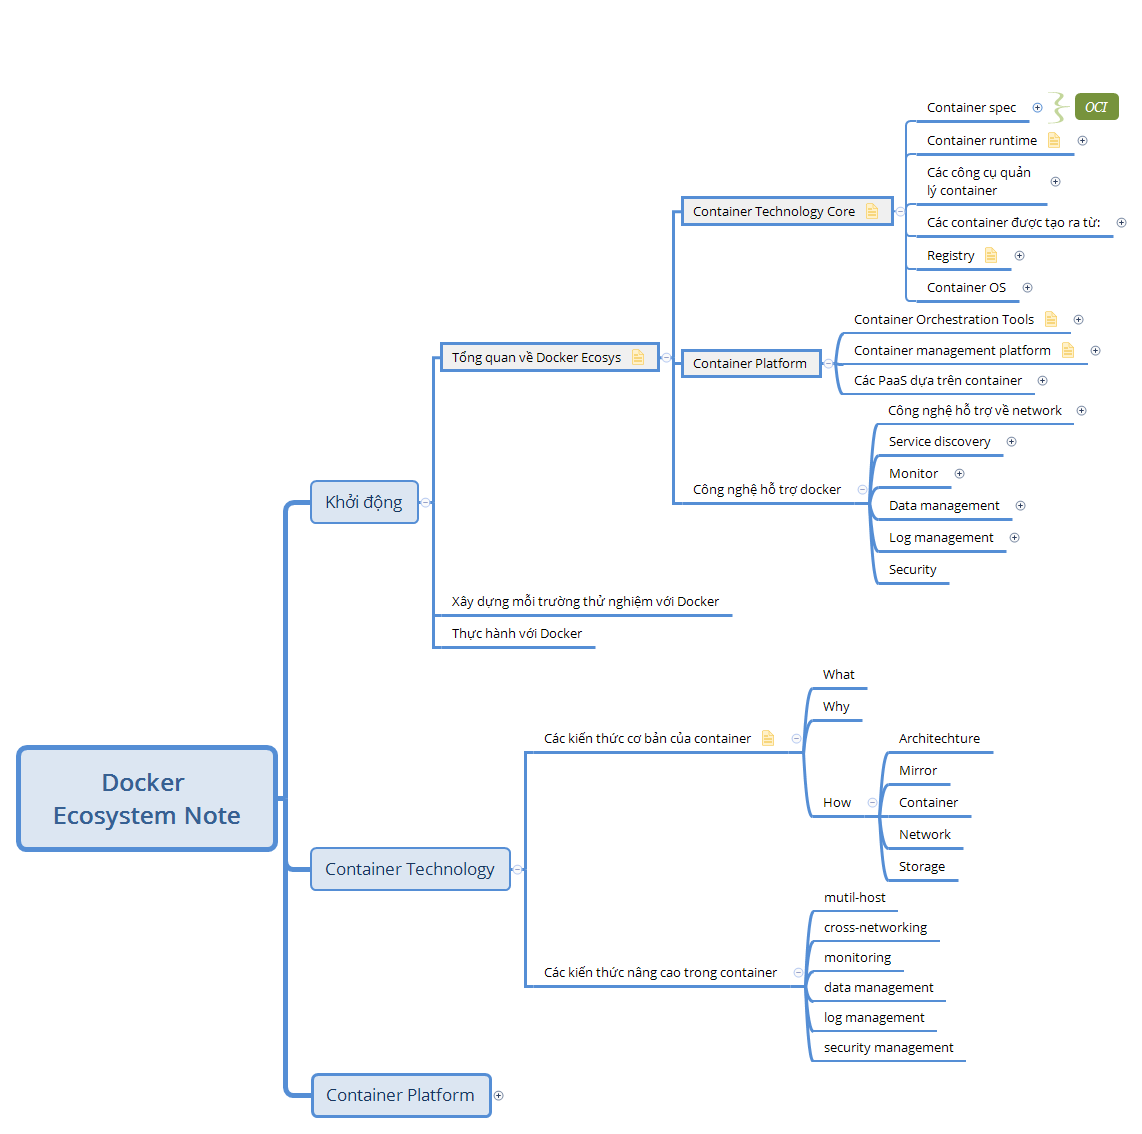 Docker
Ecosystem Note
Khởi động
Tổng quan về Docker Ecosys
Container Technology Core
Container spec
OCI
Container runtime
Các công cụ quản
lý container
Các container được tạo ra từ:
Registry
Container OS
Container Platform
Container Orchestration Tools
Container management platform
Các PaaS dựa trên container
Công nghệ hỗ trợ docker
Công nghệ hỗ trợ về network
Service discovery
Monitor
Data management
Log management
Security
Xây dựng mỗi trường thử nghiệm với Docker
Thực hành với Docker
Container Technology
Các kiến thức cơ bản của container
What
Why
How
Architechture
Mirror
Container
Network
Storage
Các kiến thức nâng cao trong container
mutil-host
cross-networking
monitoring
data management
log management
security management
Container Platform